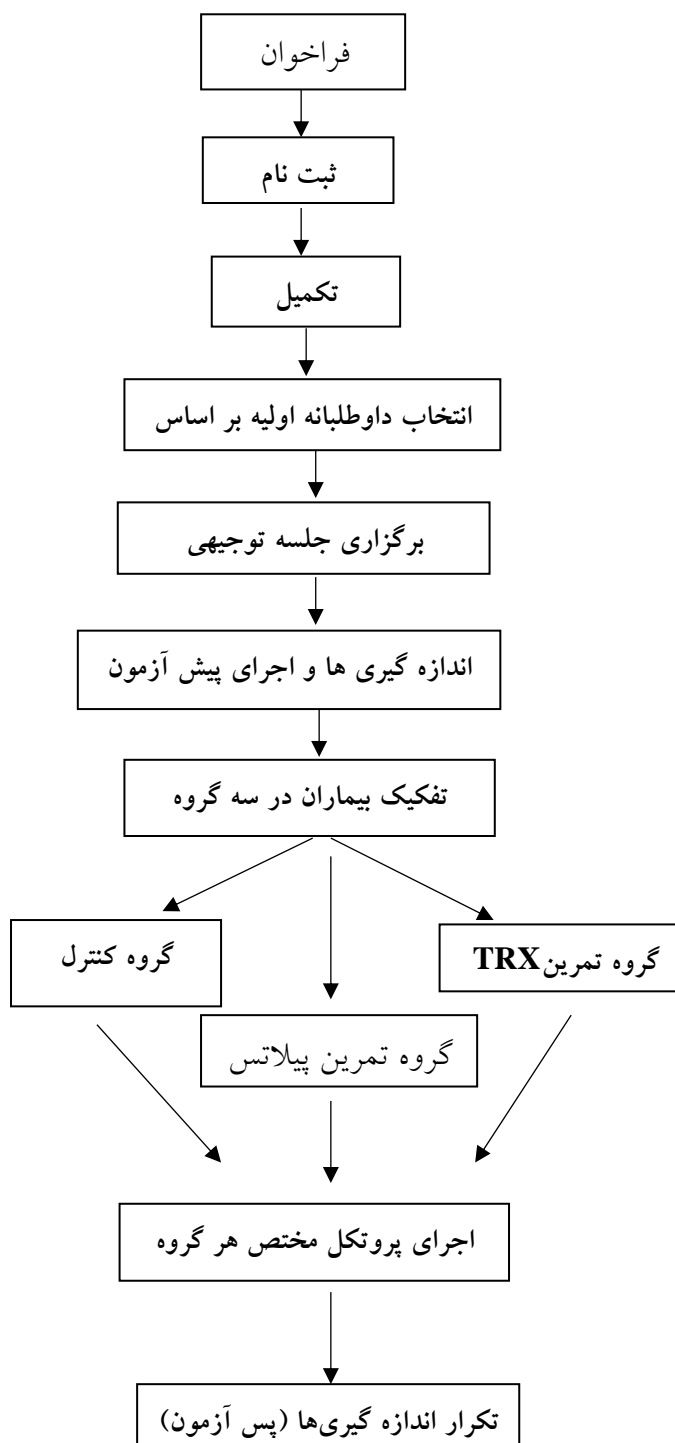 فراخوان
ثبت نام
تکمیل
انتخاب داوطلبانه اولیه بر اساس
برگزاری جلسه توجیهی
اندازه گیری ها و اجرای پیش آزمون
تفکیک بیماران در سه گروه
گروه تمرینTRX
گروه کنترل
گروه تمرین پیلاتس
اجرای پروتکل مختص هر گروه
تکرار اندازه گیری‌ها (پس آزمون)